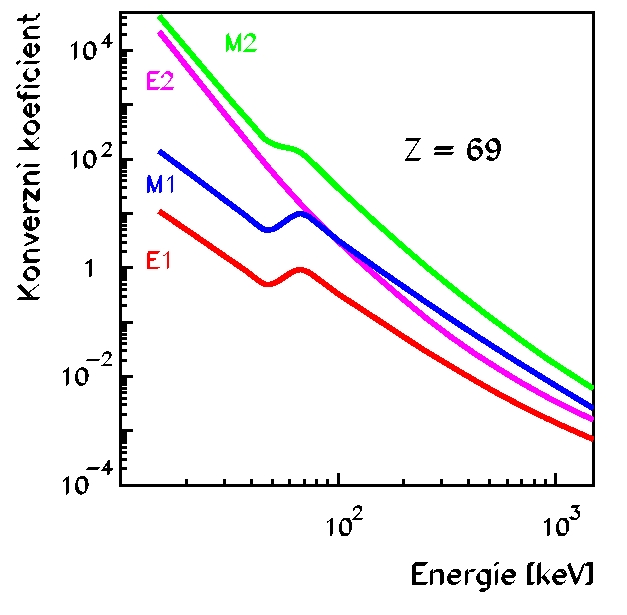 Konverzní koeficient
10^4
10^2
1
10^-2
10^-4
M2
E2
Z = 69
M1
E1
10^2
10^3
Energie [keV]